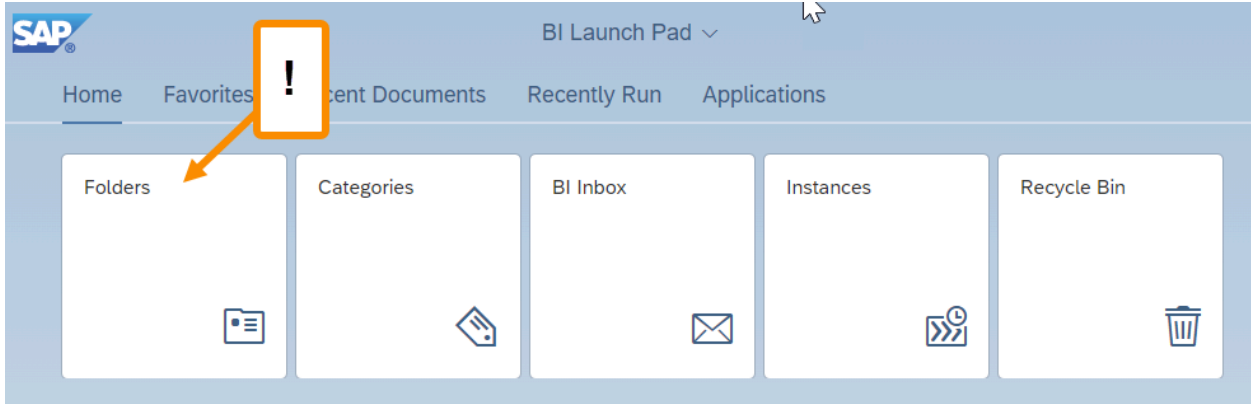 SAP®
BI Launch Pad
!
Home Favorites cent Documents Recently Run Applications
Folders Categories BI Inbox Instances Recycle Bin